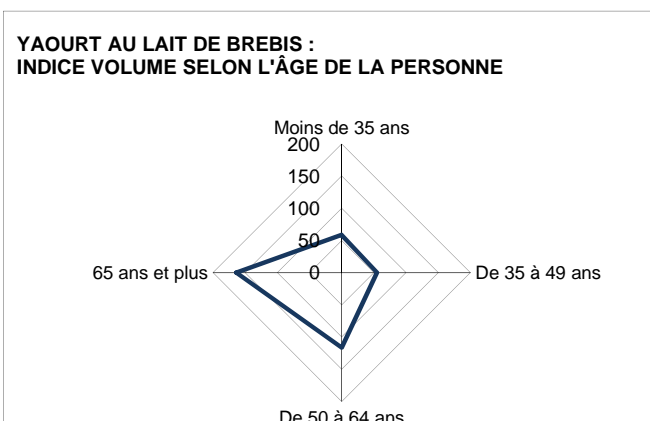 YAOURT AU LAIT DE BREBIS :
INDICE VOLUME SELON L'ÂGE DE LA PERSONNE
Moins de 35 ans
200
150
100
50
65 ans et plus
0
De 35 à 49 ans
De 50 à 64 ans